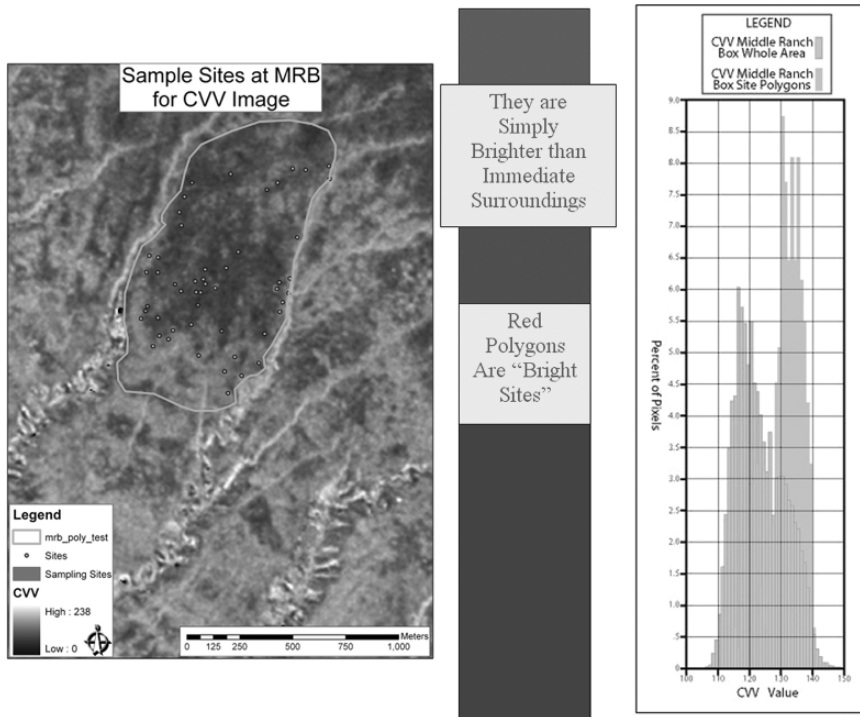 Sample Sites at MRB
for CVV Image
Legend
mrb_poly_test
Sites
Sampling Sites
CVV
High : 238
Low : 0
Meters
0 125 250 500 750 1,000
They are
Simply
Brighter than
Immediate
Surroundings
Red
Polygons
Are “Bright
Sites”
LEGEND
CVV Middle Ranch
Box Whole Area
CVV Middle Ranch
Box Site Polygons
Percent of Pixels
9.0
8.5
8.0
7.5
7.0
6.5
6.0
5.5
5.0
4.5
4.0
3.5
3.0
2.5
2.0
1.5
1.0
.5
0
100 110 120 130 140 150
CVV Value